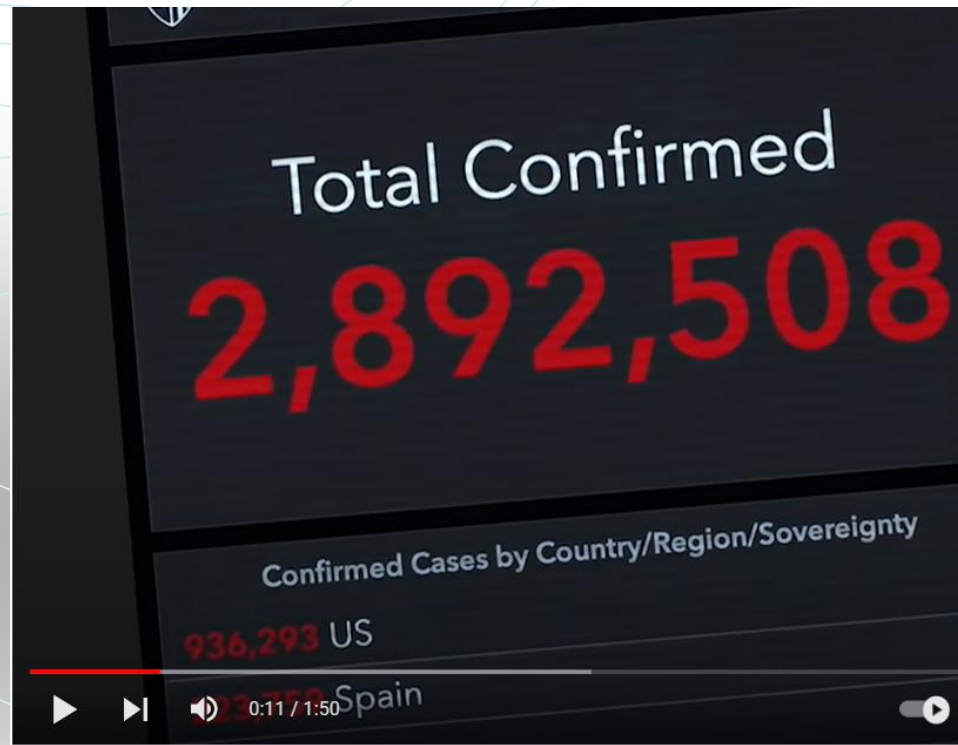 Total Confirmed
2,892,508
Confirmed Cases by Country/Region/Sovereignty
936,293 US
Spain
0:11 / 1:50